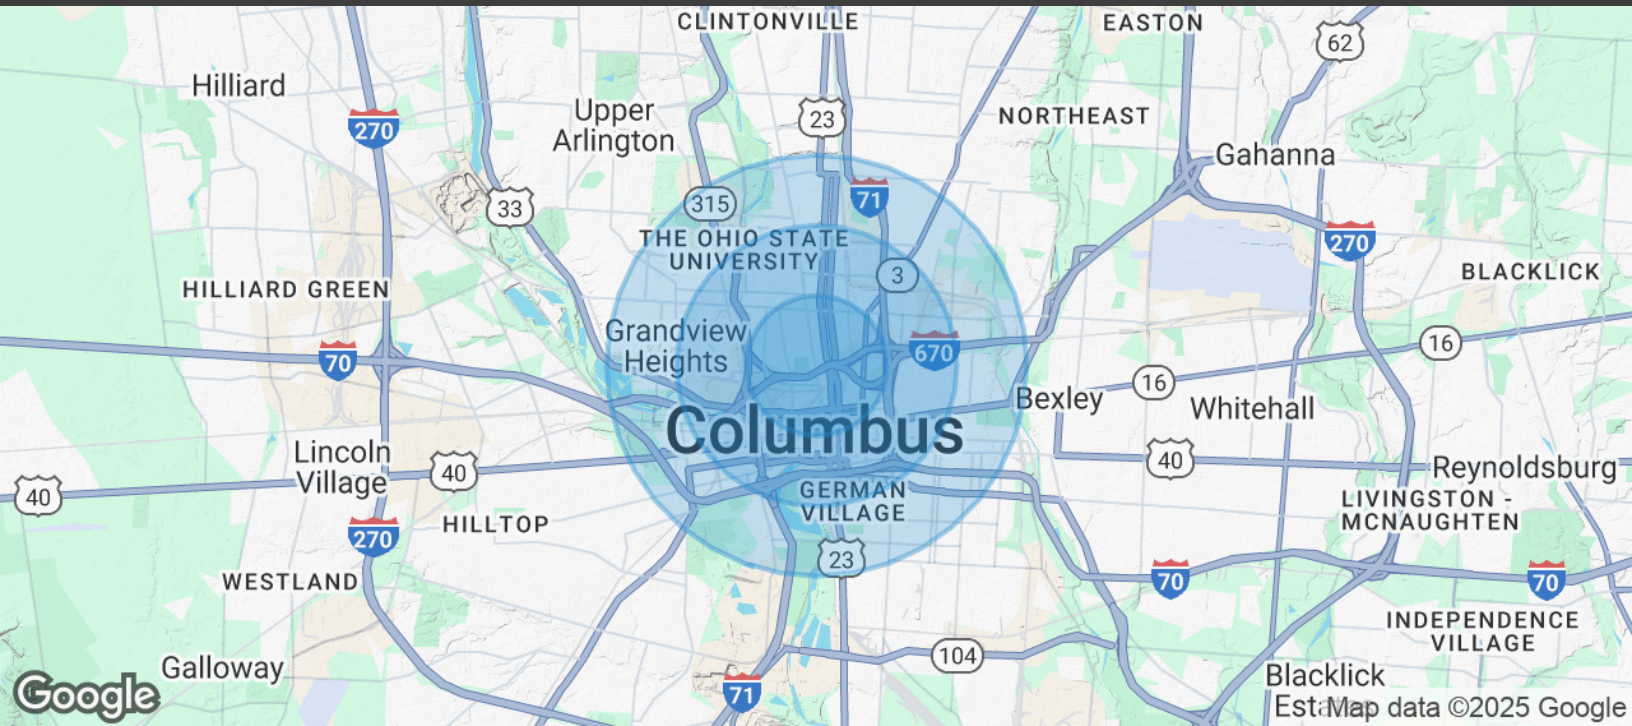 CLINTONVILLE
EASTON
62
Hilliard
Upper
Arlington
270
23
NORTHEAST
Gahanna
33
315
71
THE OHIO STATE
UNIVERSITY
270
3
BLACKLICK
HILLIARD GREEN
Grandview
Heights
70
670
16
16
Bexley
Whitehall
Columbus
Lincoln
Village
40
40
40
Reynoldsburg
GERMAN
VILLAGE
LIVINGSTON -
MCNAUGHTEN
HILLTOP
270
23
WESTLAND
70
70
INDEPENDENCE
VILLAGE
104
Galloway
Blacklick
71
Google
Map data ©2025 Google